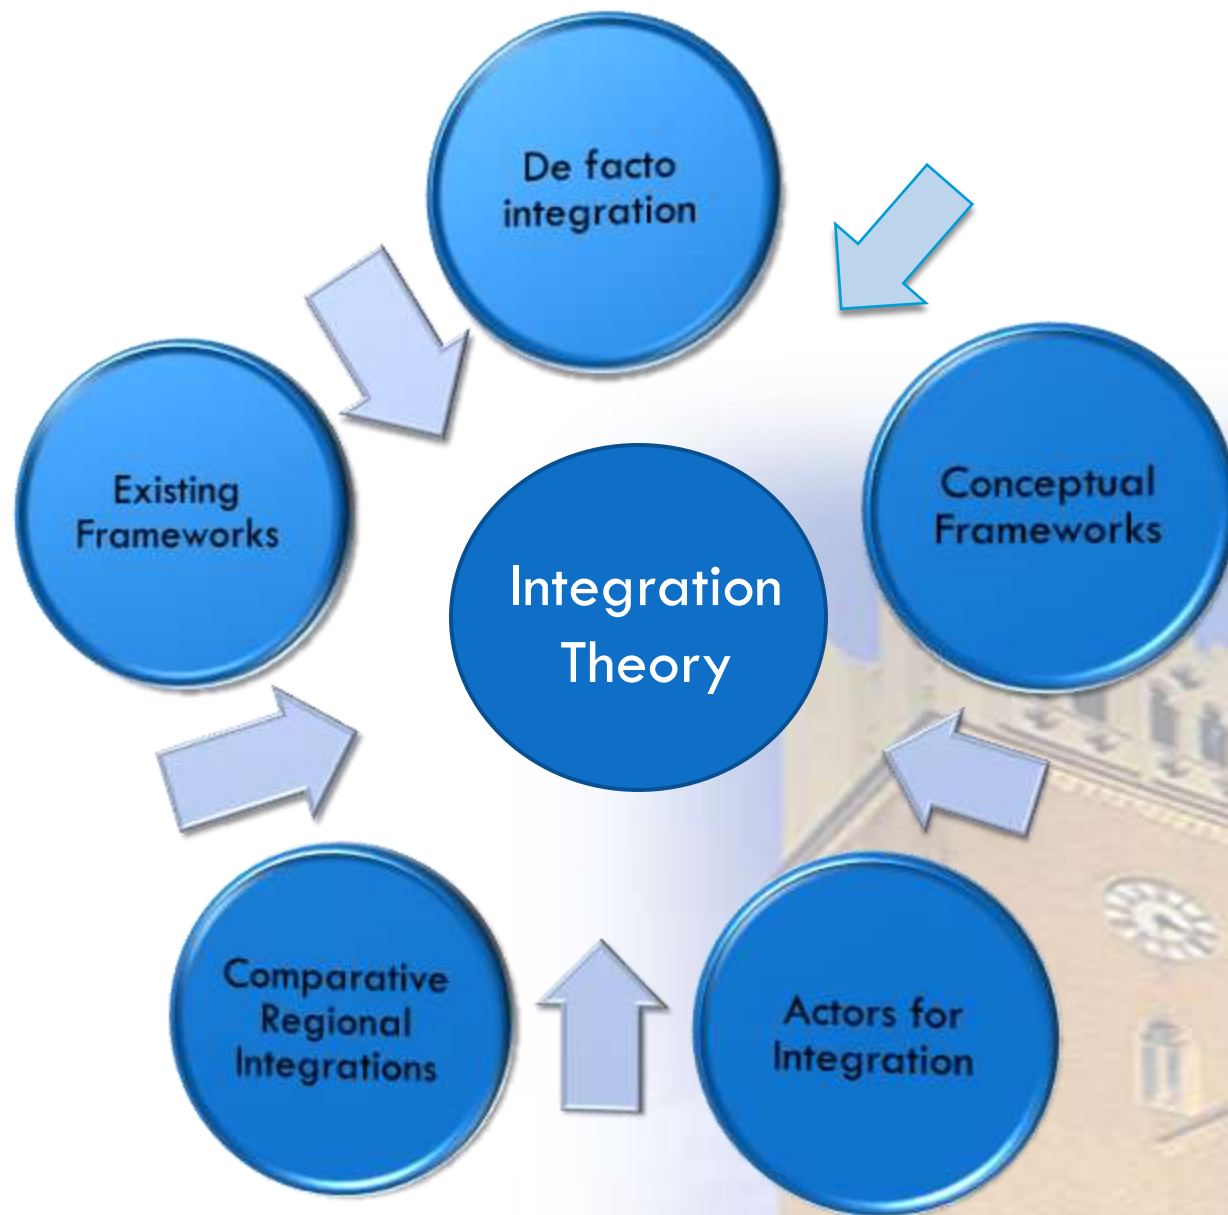 De facto
integration
Existing
Frameworks
Conceptual
Frameworks
Integration
Theory
Comparative
Regional
Integrations
Actors for
Integration